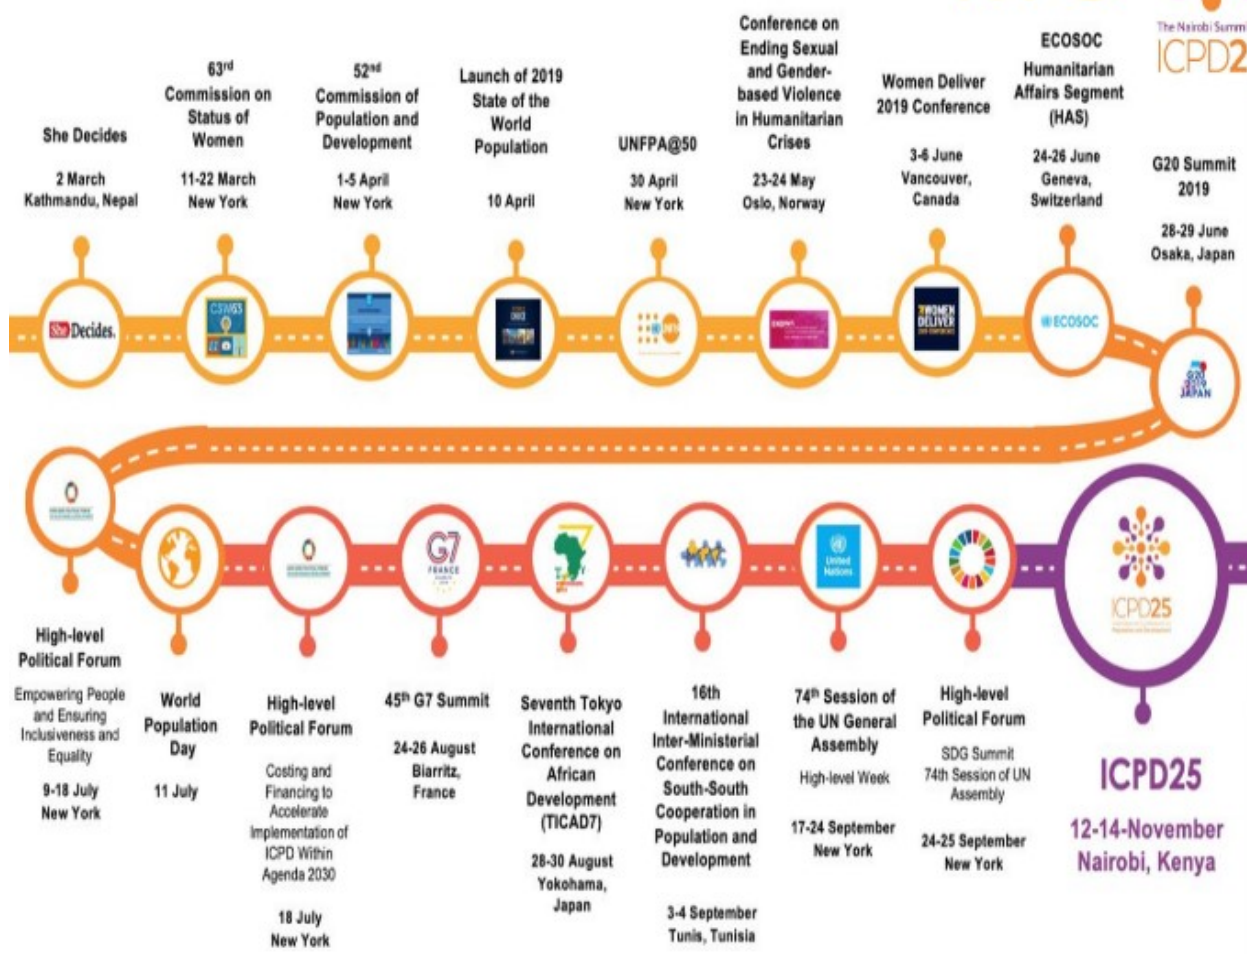 The Nairobi Summi
ICPD2
She Decides
2 March
Kathmandu, Nepal
63rd
Commission on
Status of
Women
11-22 March
New York
52nd
Commission of
Population and
Development
1-5 April
New York
Launch of 2019
State of the
World
Population
10 April
UNFPA@50
30 April
New York
Conference on
Ending Sexual
and Gender-
based Violence
in Humanitarian
Crises
23-24 May
Oslo, Norway
Women Deliver
2019 Conference
3-6 June
Vancouver,
Canada
ECOSOC
Humanitarian
Affairs Segment
(HAS)
24-26 June
Geneva,
Switzerland
G20 Summit
2019
28-29 June
Osaka, Japan
She Decides.
CSW63
WOMEN
DELIVER
ECOSOC
G20
2019
JAPAN
G7
FRANCE
United
Nations
ICPD25
High-level
Political Forum
Empowering People
and Ensuring
Inclusiveness and
Equality
9-18 July
New York
World
Population
Day
11 July
High-level
Political Forum
Costing and
Financing to
Accelerate
Implementation of
ICPD Within
Agenda 2030
18 July
New York
45th G7 Summit
24-26 August
Biarritz,
France
Seventh Tokyo
International
Conference on
African
Development
(TICAD7)
28-30 August
Yokohama,
Japan
16th
International
Inter-Ministerial
Conference on
South-South
Cooperation in
Population and
Development
3-4 September
Tunis, Tunisia
74th Session of
the UN General
Assembly
High-level Week
17-24 September
New York
High-level
Political Forum
SDG Summit
74th Session of UN
Assembly
24-25 September
New York
ICPD25
12-14-November
Nairobi, Kenya